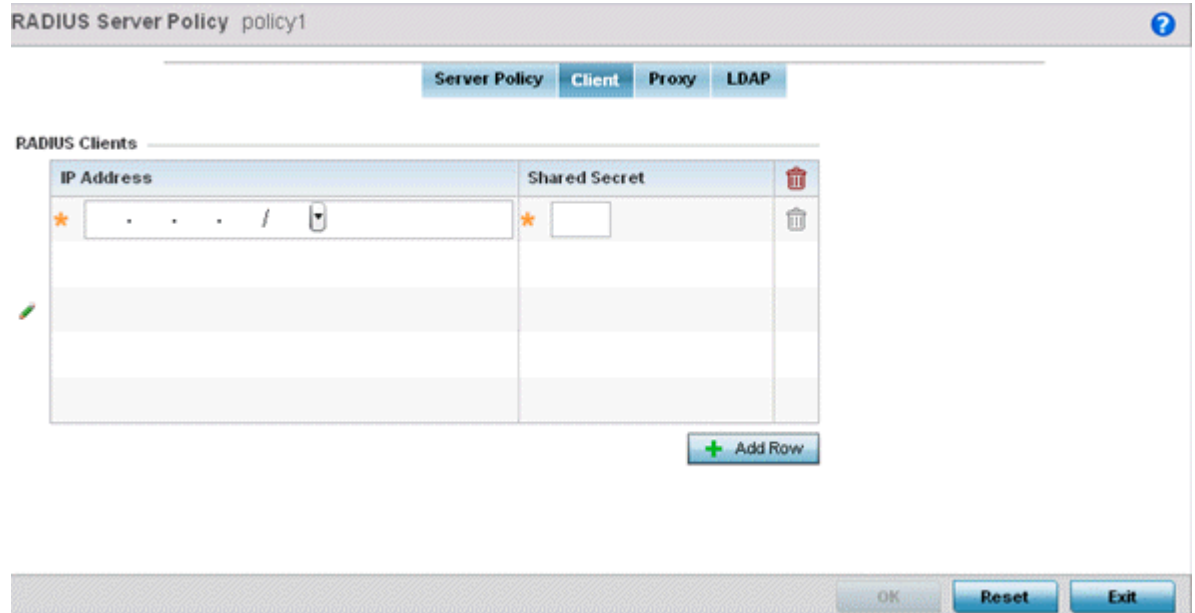 RADIUS Server Policy policy1 ?
Server Policy Client Proxy LDAP
RADIUS Clients
IP Address Shared Secret
* . . . / *
+ Add Row
OK Reset Exit